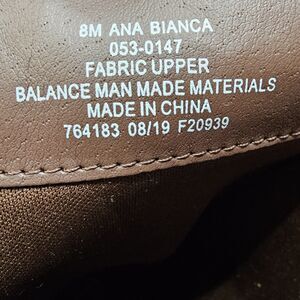 8M ANA BIANCA
053-0147
FABRIC UPPER
BALANCE MAN MADE MATERIALS
MADE IN CHINA
764183 08/19 F20939